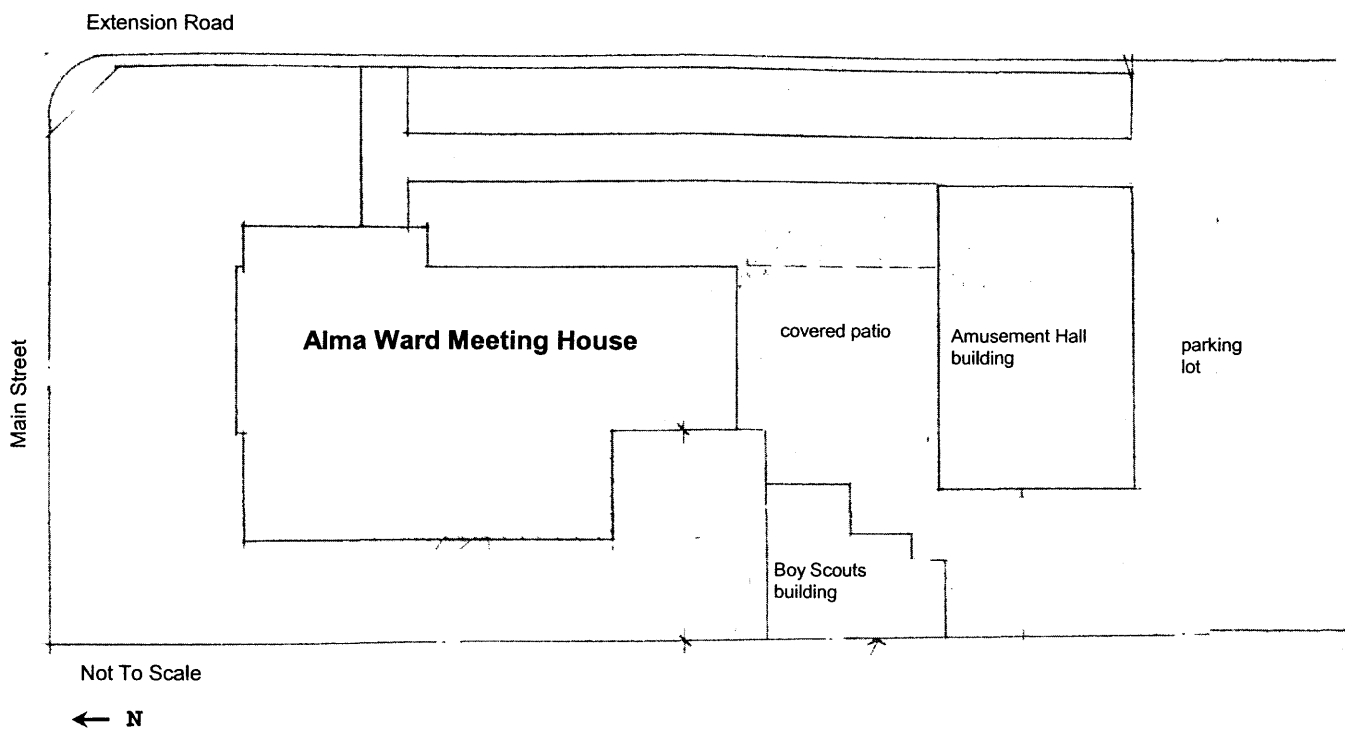 Extension Road
Main Street
Alma Ward Meeting House
covered patio
Amusement Hall
building
parking
lot
Boy Scouts
building
Not To Scale
← N